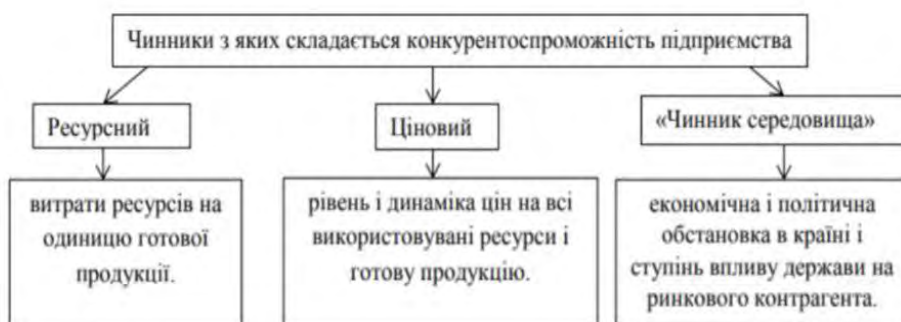 Чинники з яких складається конкурентоспроможність підприємства
Ресурсний
Ціновий
«Чинник середовища»
витрати ресурсів на
одиницю готової
продукції.
рівень і динаміка цін на всі
використовувані ресурси і
готову продукцію.
економічна і політична
обстановка в країні і
ступінь впливу держави на
ринкового контрагента.